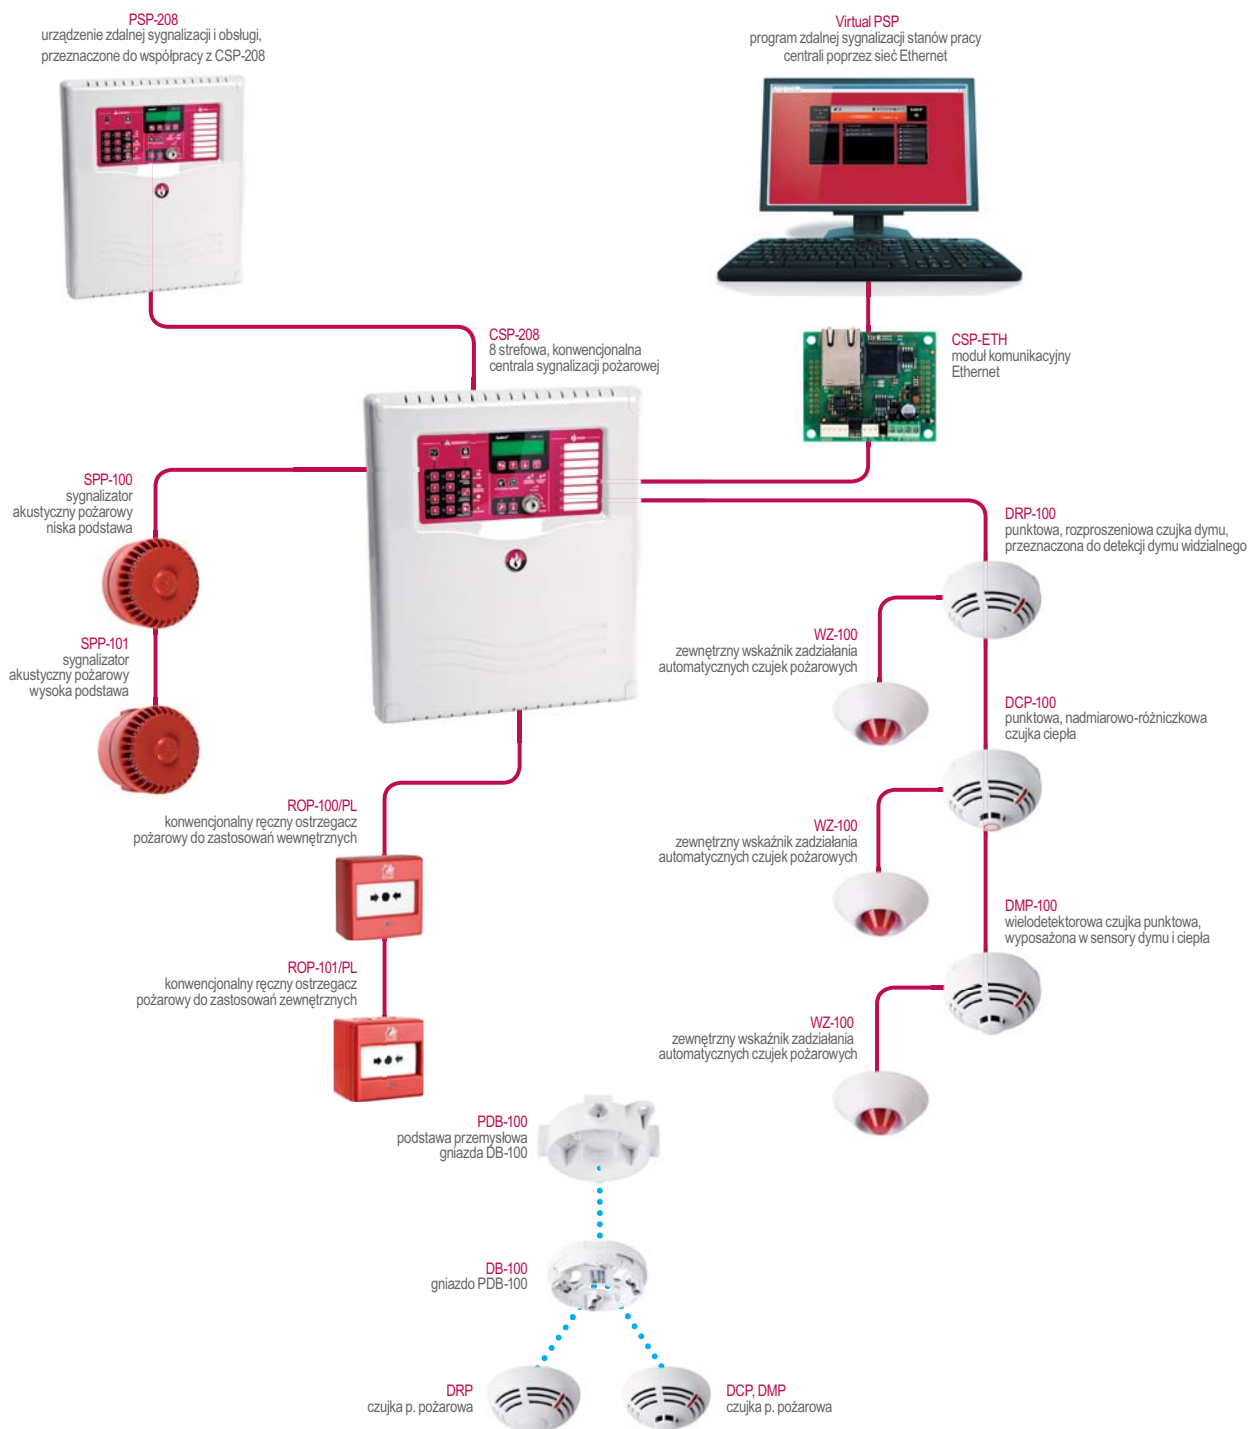 PSP-208
urządzenie zdalnej sygnalizacji i obsługi,
przeznaczone do współpracy z CSP-208
Virtual PSP
program zdalnej sygnalizacji stanów pracy
centrali poprzez sieć Ethernet
CSP-208
8 strefowa, konwencjonalna
centrala sygnalizacji pożarowej
CSP-ETH
moduł komunikacyjny
Ethernet
SPP-100
sygnalizator
akustyczny pożarowy
niska podstawa
SPP-101
sygnalizator
akustyczny pożarowy
wysoka podstawa
DRP-100
punktowa, rozproszeniowa czujka dymu,
przeznaczona do detekcji dymu widzialnego
WZ-100
zewnętrzny wskaźnik zadziałania
automatycznych czujek pożarowych
DCP-100
punktowa, nadmiarowo-różniczkowa
czujka ciepła
ROP-100/PL
konwencjonalny ręczny ostrzegacz
pożarowy do zastosowań wewnętrznych
WZ-100
zewnętrzny wskaźnik zadziałania
automatycznych czujek pożarowych
DMP-100
wielodetektorowa czujka punktowa,
wyposażona w sensory dymu i ciepła
ROP-101/PL
konwencjonalny ręczny ostrzegacz
pożarowy do zastosowań zewnętrznych
WZ-100
zewnętrzny wskaźnik zadziałania
automatycznych czujek pożarowych
PDB-100
podstawa przemysłowa
gniazda DB-100
DB-100
gniazdo PDB-100
DRP
czujka p. pożarowa
DCP, DMP
czujka p. pożarowa